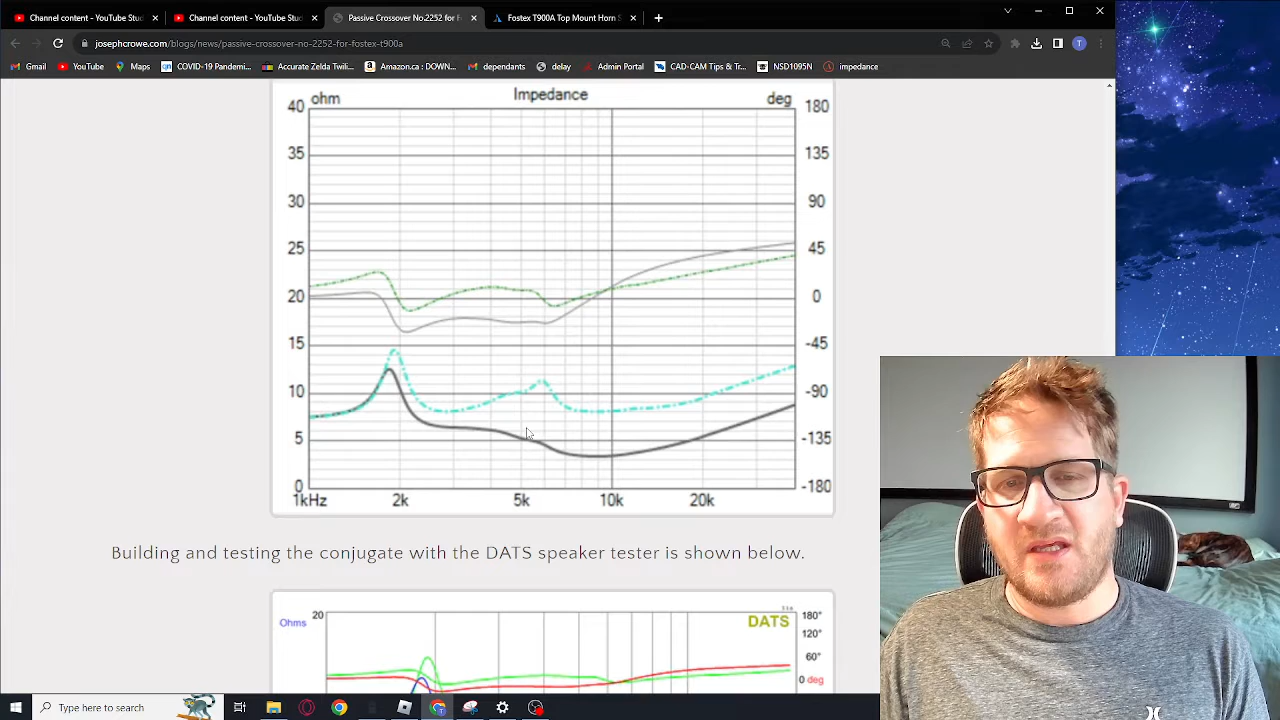 Channel content - YouTube Stud
Channel content - YouTube Stud
Passive Crossover No.2252 For F
Fostex T900A Top Mount Horn S
josephcrowe.com/blogs/news/passive-crossover-no-2252-for-fostex-t900a
T
Gmail
YouTube
Maps
COVID-19 Pandemi...
Accurate Zelda Twili...
Amazon.ca : DOWN...
dependants
delay
Admin Portal
CAD-CAM Tips & Tr...
NSD1095N
impedance
ohm
Impedance
deg
40
180
35
135
30
90
25
45
20
0
15
-45
10
-90
5
-135
0
-180
1kHz
2k
5k
10k
20k
Building and testing the conjugate with the DATS speaker tester is shown below.
Ohms
20
DATS
180°
120°
60°
0 deg
Type here to search